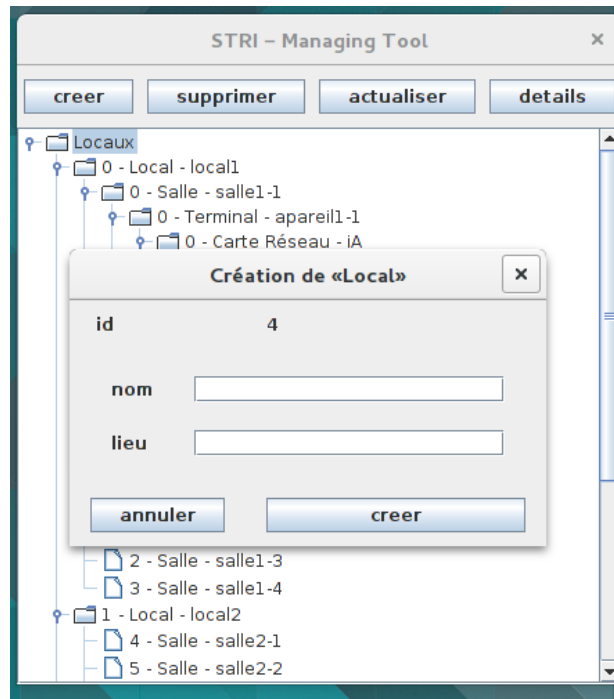 STRI – Managing Tool ×
creer supprimer actualiser details
Locaux
0 - Local - local1
0 - Salle - salle1-1
0 - Terminal - apareil1-1
0 - Carte Réseau - iA
Création de «Local» ×
id 4
nom
lieu
annuler creer
2 - Salle - salle1-3
3 - Salle - salle1-4
1 - Local - local2
4 - Salle - salle2-1
5 - Salle - salle2-2